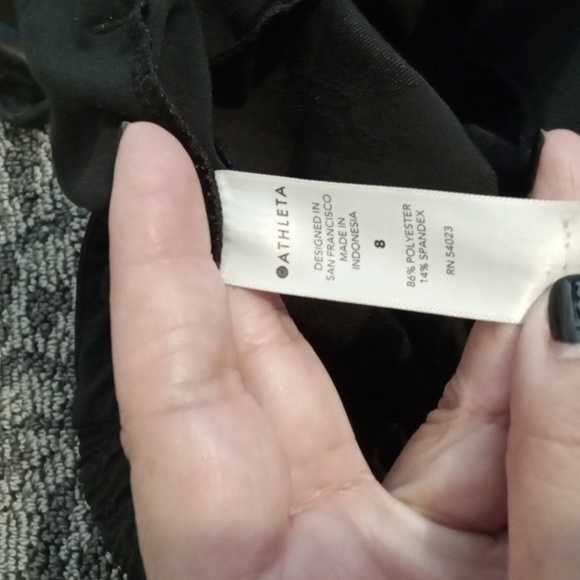 ATHLETA
DESIGNED IN
SAN FRANCISCO
MADE IN
INDONESIA
8
86% POLYESTER
14% SPANDEX
RN 54023